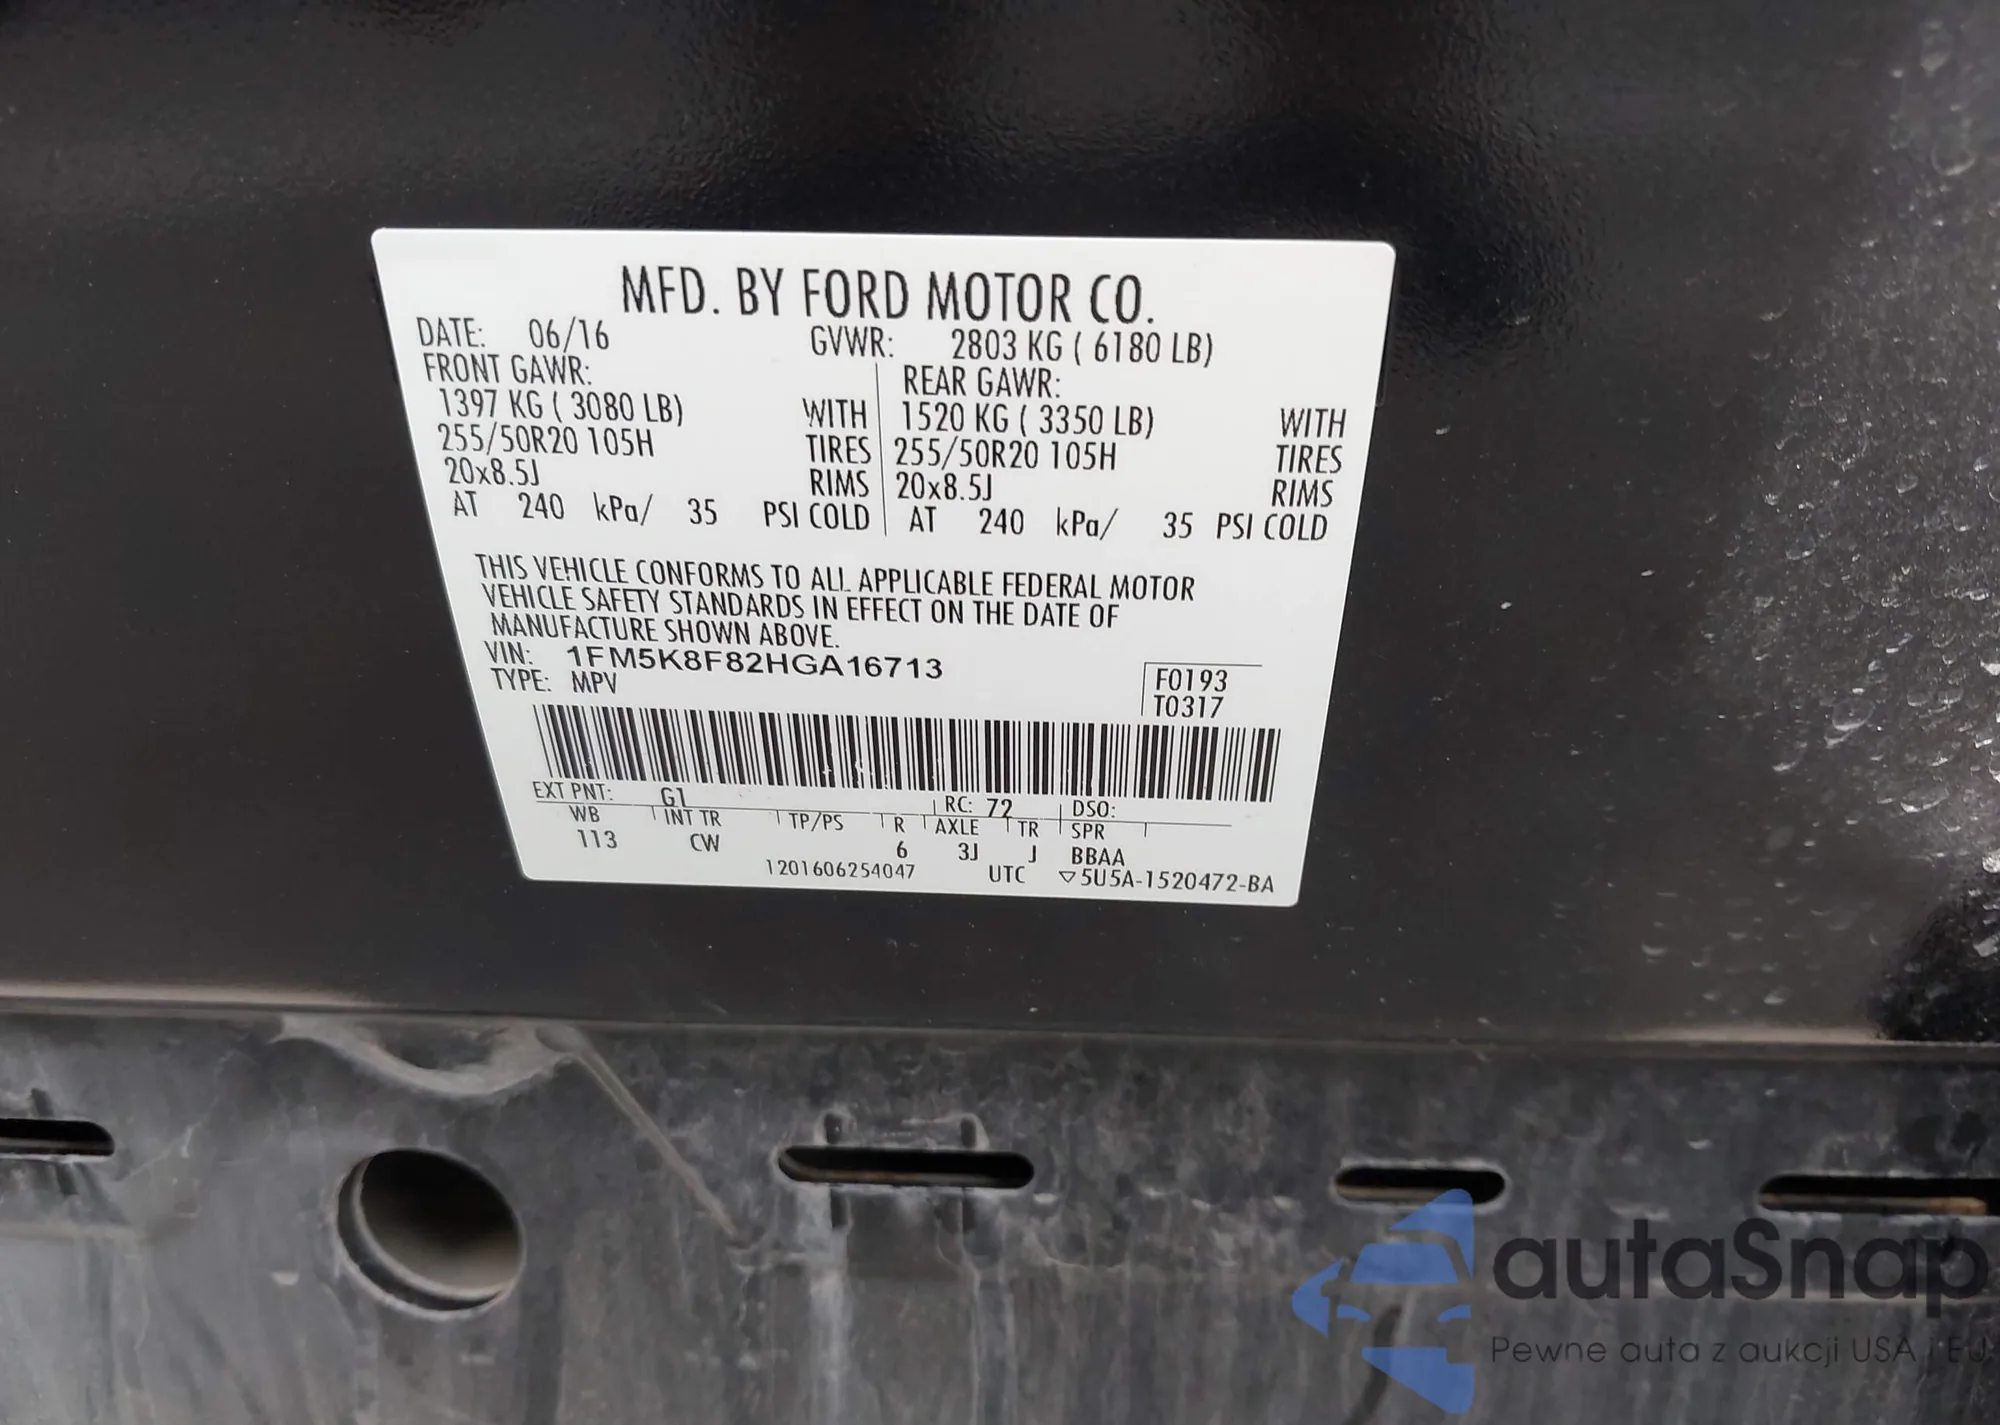 MFD. BY FORD MOTOR CO.
DATE: 06/16 GVWR: 2803 KG ( 6180 LB)
FRONT GAWR: REAR GAWR:
1397 KG ( 3080 LB) WITH 1520 KG ( 3350 LB) WITH
255/50R20 105H TIRES 255/50R20 105H TIRES
20x8.5J RIMS 20x8.5J RIMS
AT 240 kPa/ 35 PSI COLD AT 240 kPa/ 35 PSI COLD
THIS VEHICLE CONFORMS TO ALL APPLICABLE FEDERAL MOTOR
VEHICLE SAFETY STANDARDS IN EFFECT ON THE DATE OF
MANUFACTURE SHOWN ABOVE.
VIN: 1FM5K8F82HGA16713
TYPE: MPV
F0193
T0317
EXT PNT: G1 RC: 72 DSO:
WB INT TR TP/PS R AXLE TR SPR
113 CW 6 3J J BBAA
1201606254047 UTC ▽5U5A-1520472-BA
autaSnap
Pewne auta z aukcji USA i EU